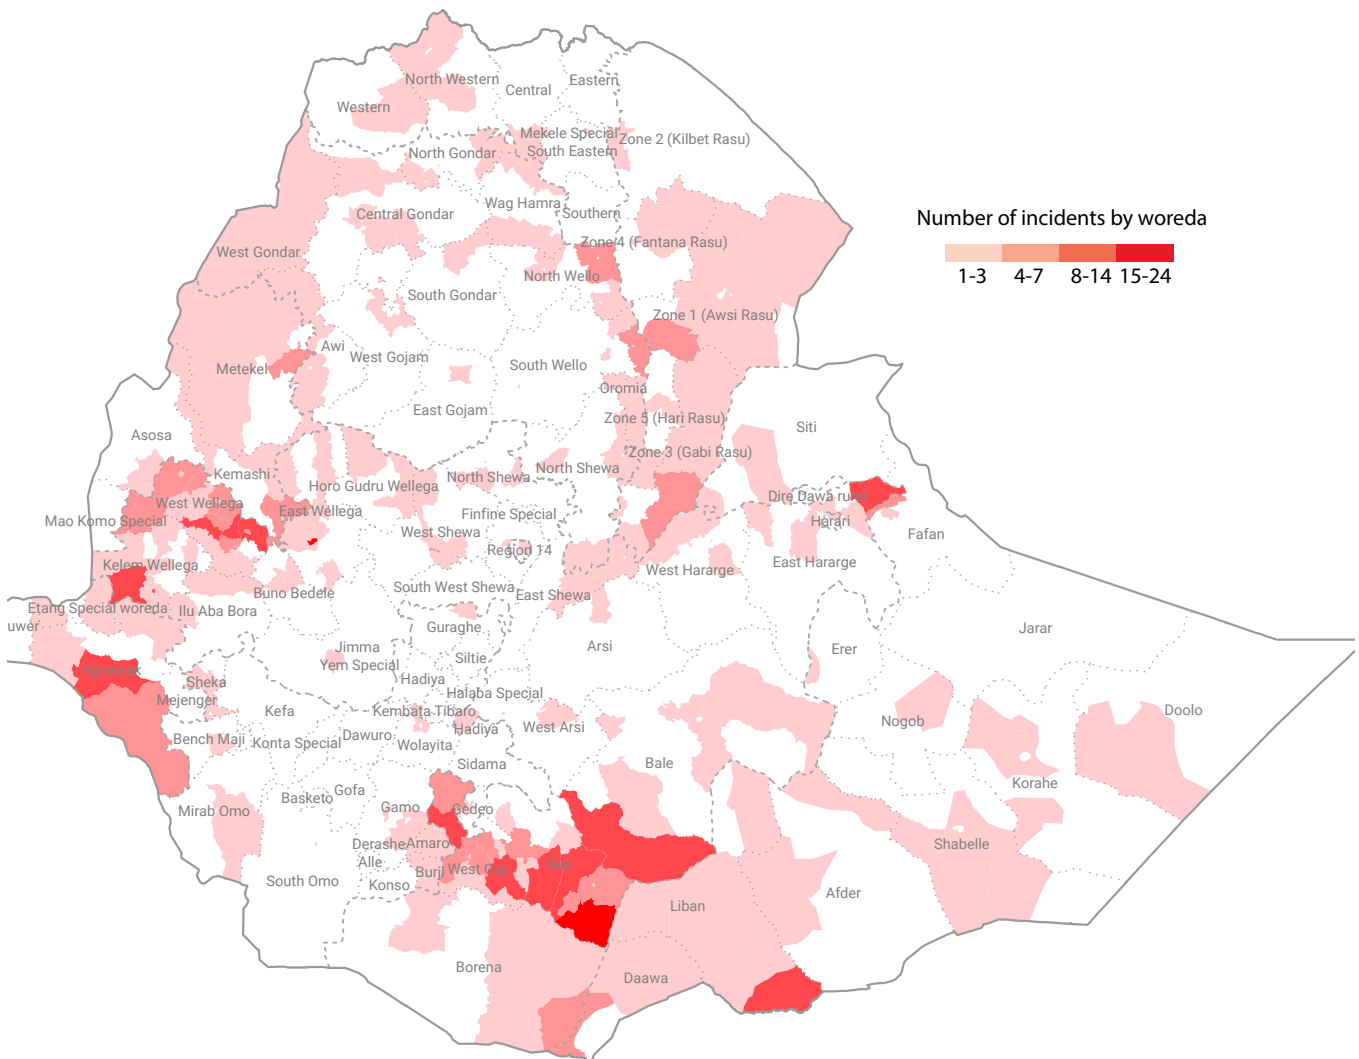 Eastern
North Western
Central
Western
Mekele Special
Zone 2 (Kilbet Rasu)
North Gondar
South Eastern
Wag Hamra
Central Gondar
Southern
Number of incidents by woreda
Zone 4 (Fantana Rasu)
West Gondar
North Wello
1-3 4-7 8-14 15-24
South Gondar
Zone 1 (Awsi Rasu)
Awi
West Gojam
South Wello
Metekel
Oromia
East Gojam
Zone 5 (Hari Rasu)
Siti
Asosa
Zone 3 (Gabi Rasu)
Kemashi
North Shewa
North Shewa
Horo Gudru Wellega
Dire Dawa rural
West Wellega
East Wellega
Finfine Special
Mao Komo Special
Harari
West Shewa
Fafan
Region 14
Kelem Wellega
East Hararge
West Hararge
South West Shewa
Buno Bedele
East Shewa
Etang Special woreda
Ilu Aba Bora
uwer
Guraghe
Jarar
Jimma
Arsi
Erer
Siltie
Yem Special
Agnewak
Hadiya
Sheka
Halaba Special
Mejenger
Kefa
Kembata Tibaro
Doolo
Nogob
West Arsi
Hadiya
Dawuro
Bench Maji
Konta Special
Wolayita
Sidama
Bale
Korahe
Gofa
Basketo
Gamo
Gedeo
Mirab Omo
Derashe
Amaro
Shabelle
Alle
Guji
Burji
West Guji
South Omo
Konso
Afder
Liban
Borena
Daawa